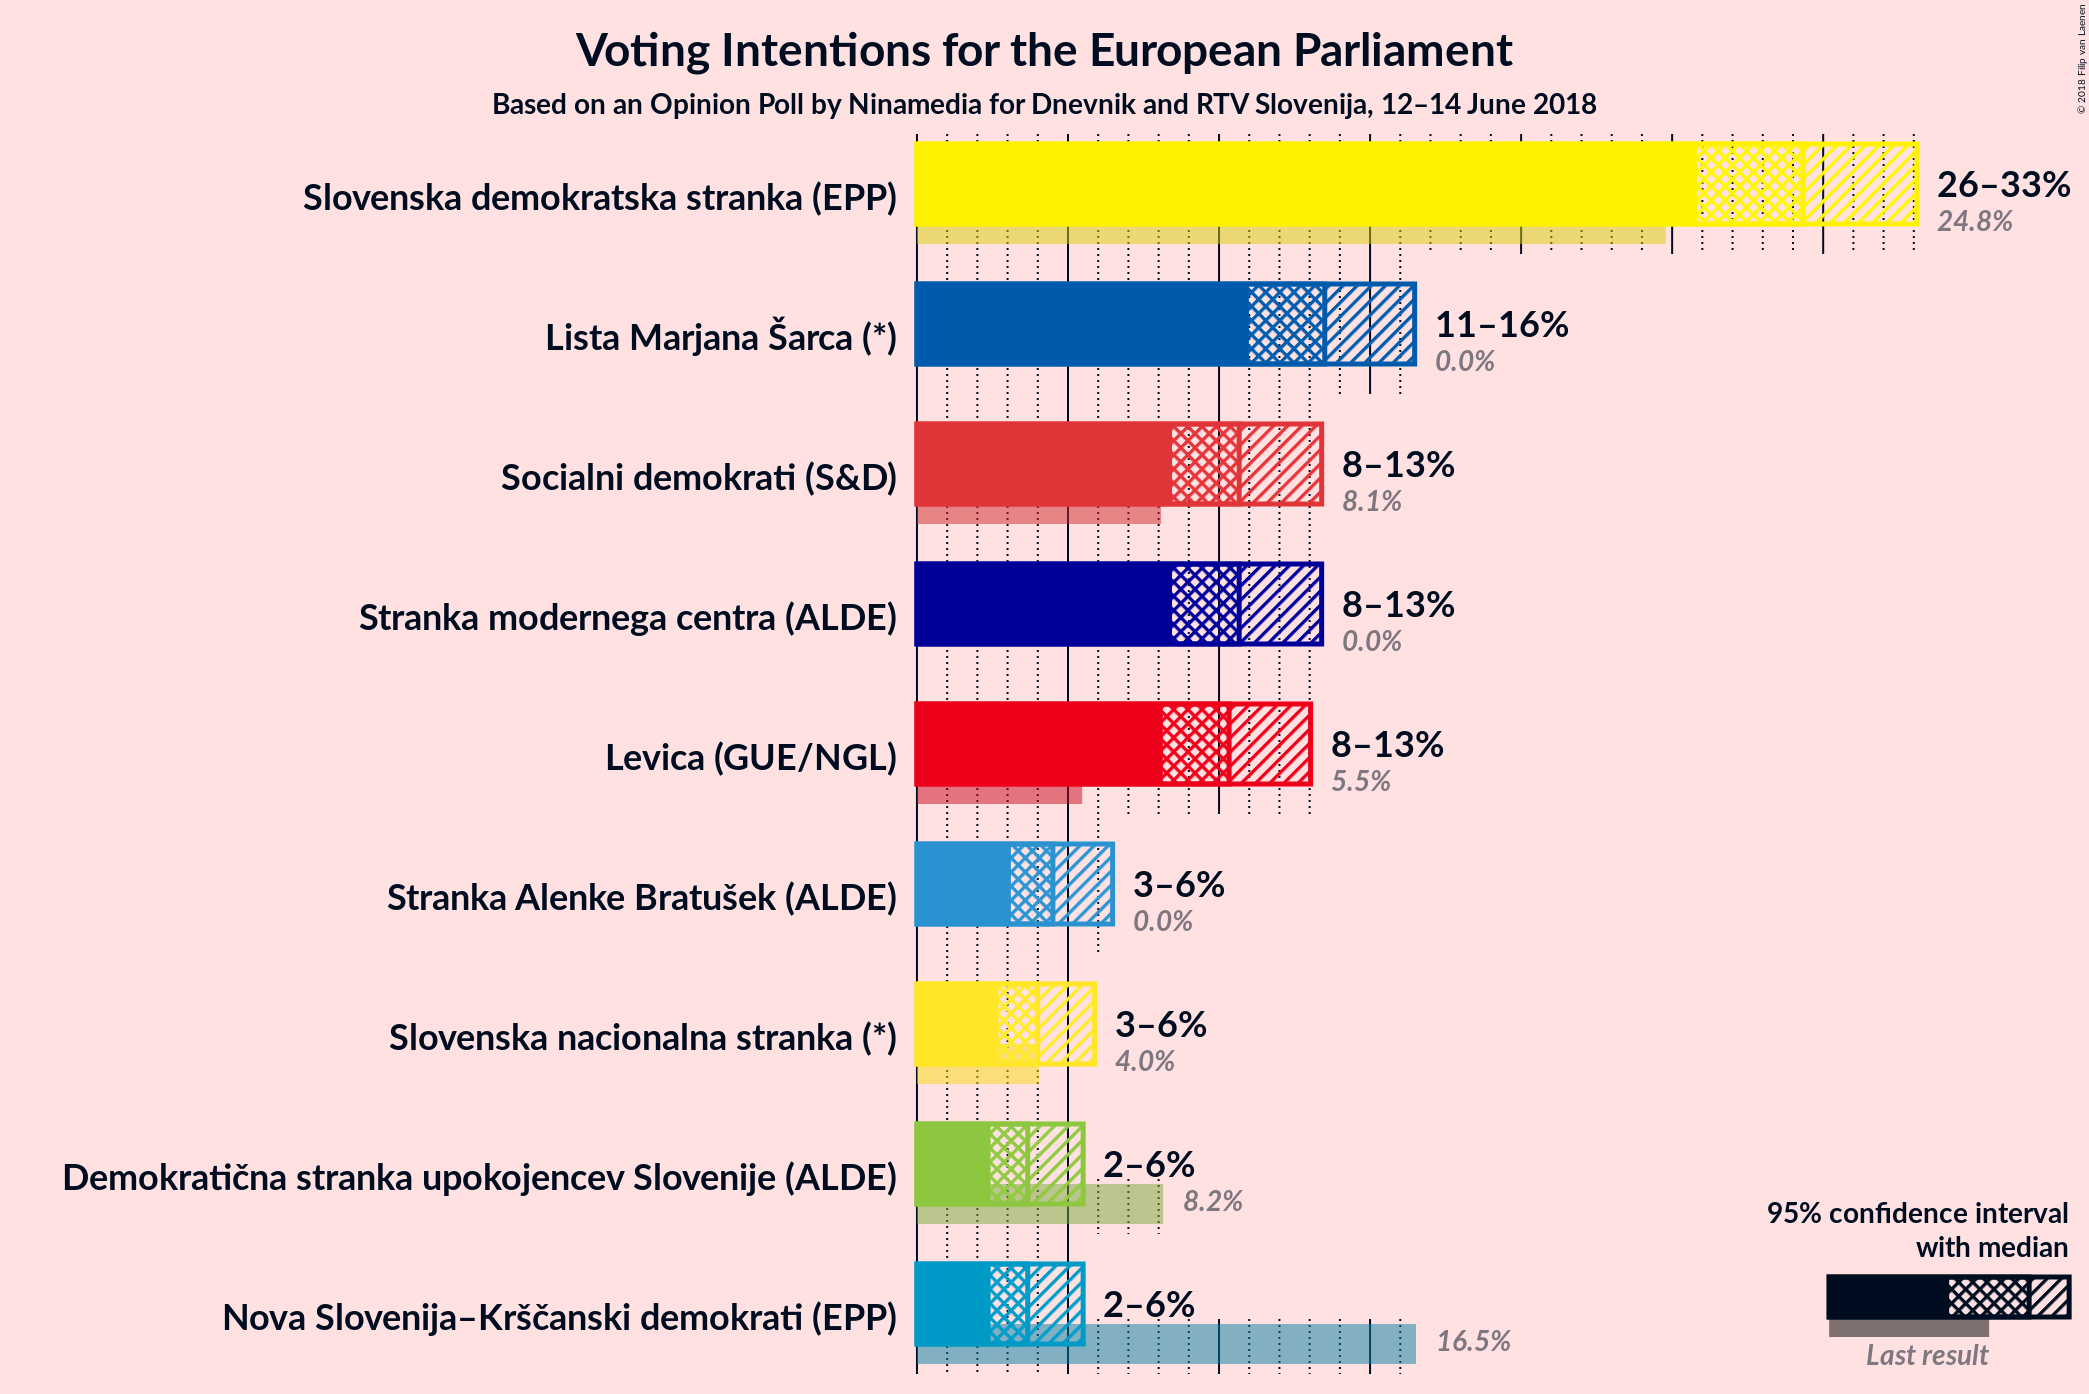 Voting Intentions for the European Parliament
Based on an Opinion Poll by Ninamedia for Dnevnik and RTV Slovenija, 12–14 June 2018
© 2018 Filip van Laenen
Slovenska demokratska stranka (EPP)
26–33%
24.8%
Lista Marjana Šarca (*)
11–16%
0.0%
Socialni demokrati (S&D)
8–13%
8.1%
Stranka modernega centra (ALDE)
8–13%
0.0%
Levica (GUE/NGL)
8–13%
5.5%
Stranka Alenke Bratušek (ALDE)
3–6%
0.0%
Slovenska nacionalna stranka (*)
3–6%
4.0%
Demokratična stranka upokojencev Slovenije (ALDE)
2–6%
8.2%
Nova Slovenija–Krščanski demokrati (EPP)
2–6%
16.5%
95% confidence interval
with median
Last result